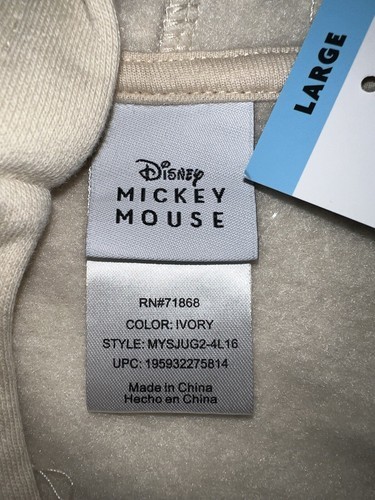 LARGE
Disney
MICKEY
MOUSE
RN#71868
COLOR: IVORY
STYLE: MYSJUG2-4L16
UPC: 195932275814
Made in China
Hecho en China